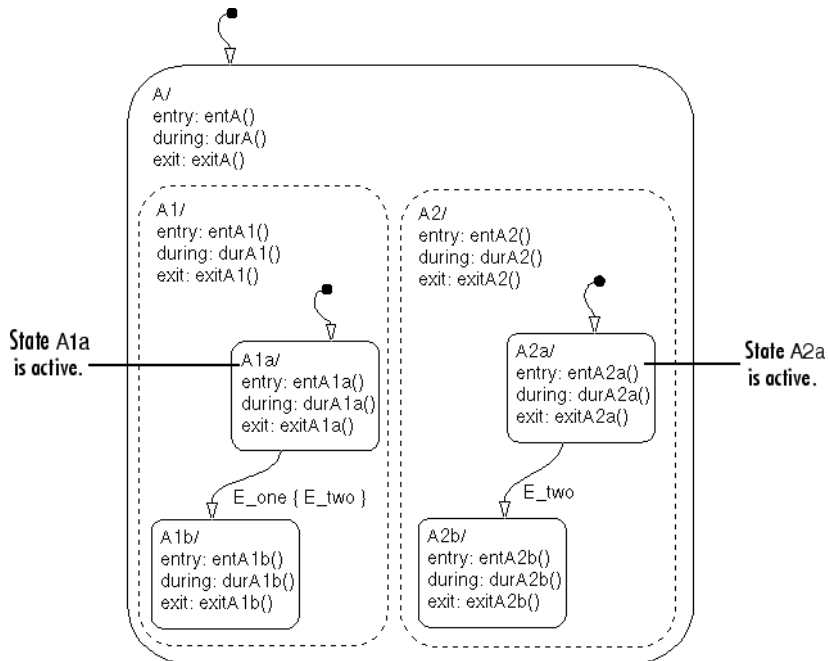 A/
entry: entA()
during: durA()
exit: exitA()
A1/
entry: entA1()
during: durA1()
exit: exitA1()
A2/
entry: entA2()
during: durA2()
exit: exitA2()
State A1a
is active.
A1a/
entry: entA1a()
during: durA1a()
exit: exitA1a()
A2a/
entry: entA2a()
during: durA2a()
exit: exitA2a()
State A2a
is active.
E_one { E_two }
E_two
A1b/
entry: entA1b()
during: durA1b()
exit: exitA1b()
A2b/
entry: entA2b()
during: durA2b()
exit: exitA2b()